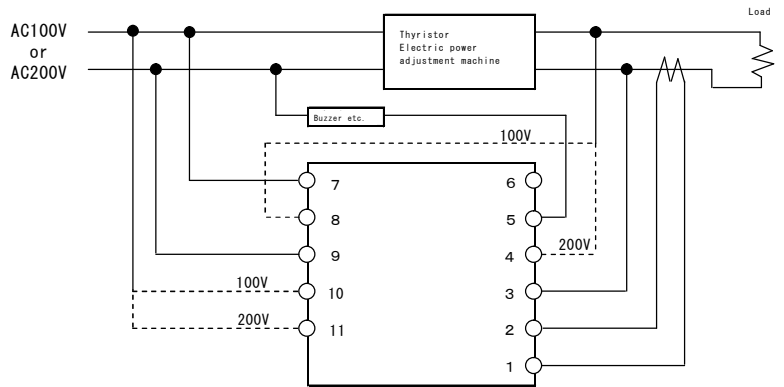 Load
AC100V
or
AC200V
Thyristor
Electric power
adjustment machine
Buzzer etc.
100V
7
6
8
5
200V
9
4
100V
10
3
200V
11
2
1